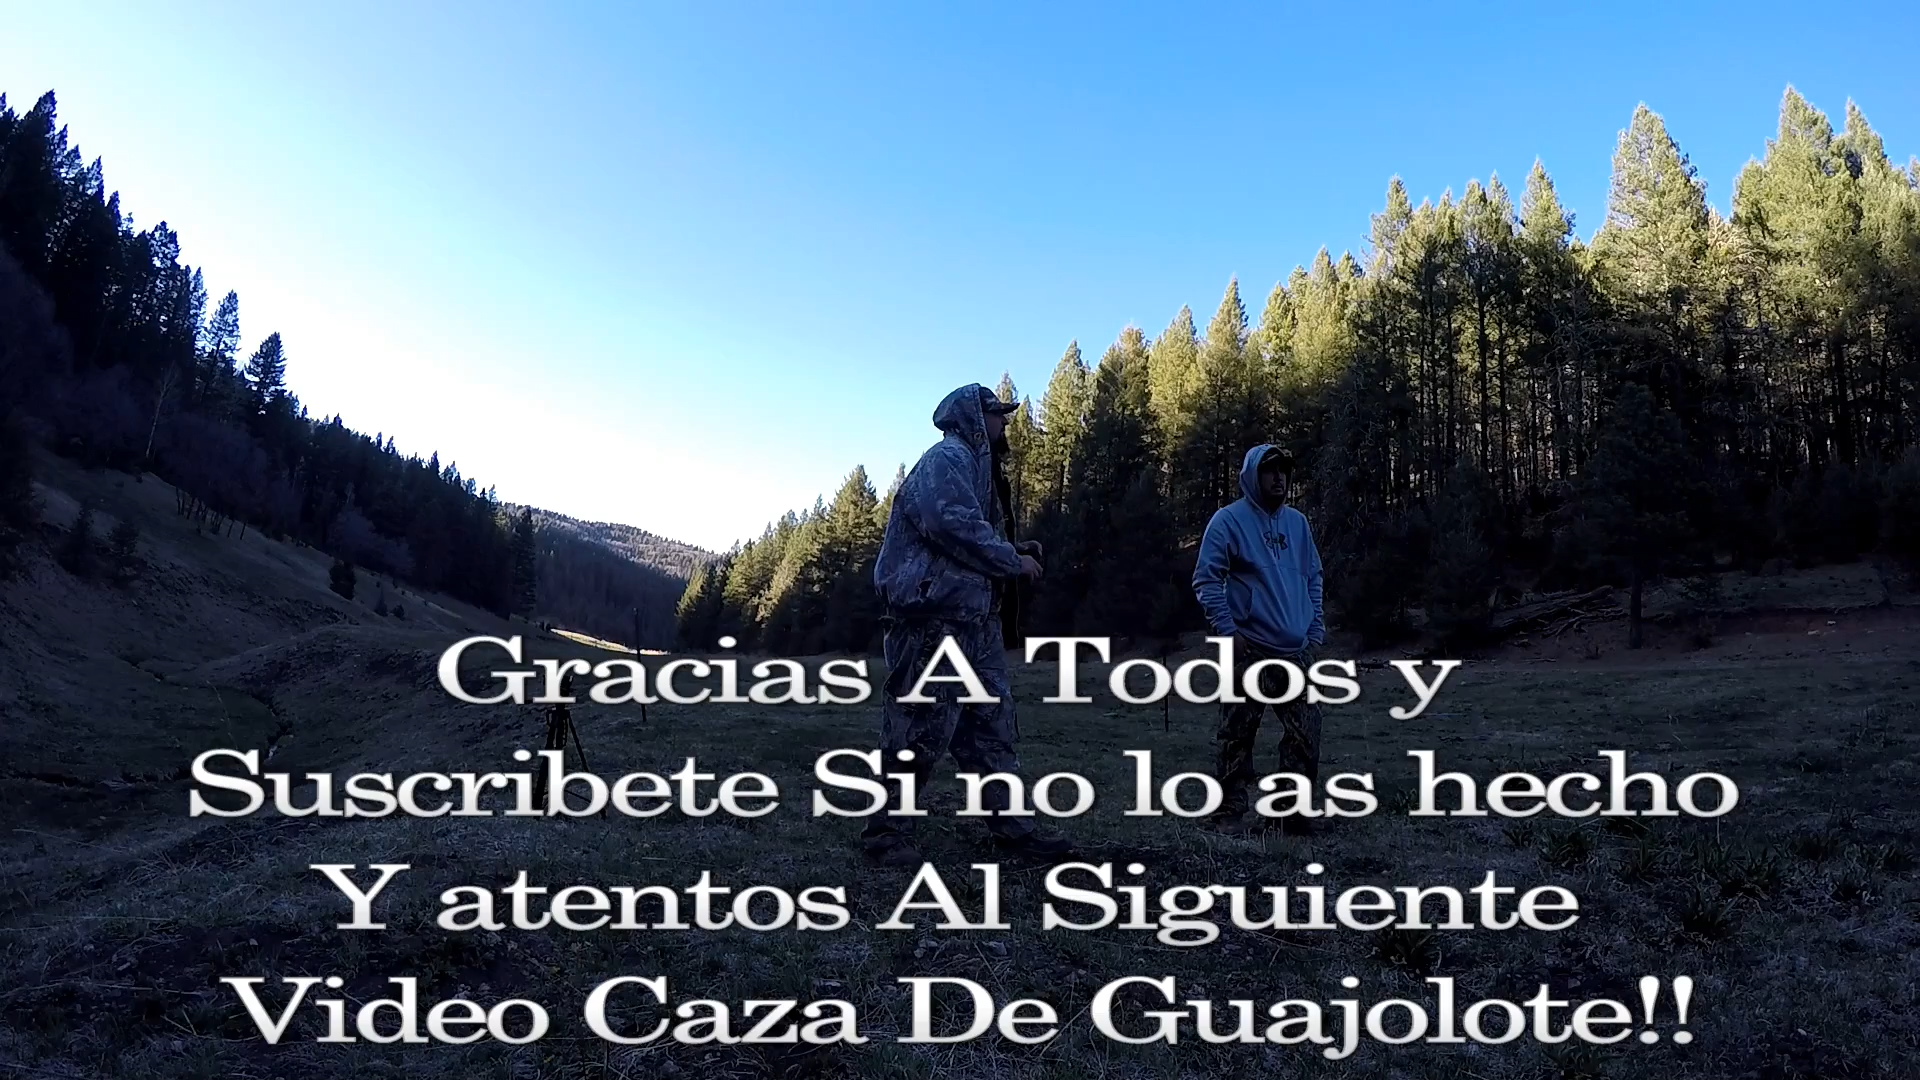 Gracias A Todos y
Suscribete Si no lo as hecho
Y atentos Al Siguiente
Video Caza De Guajolote!!